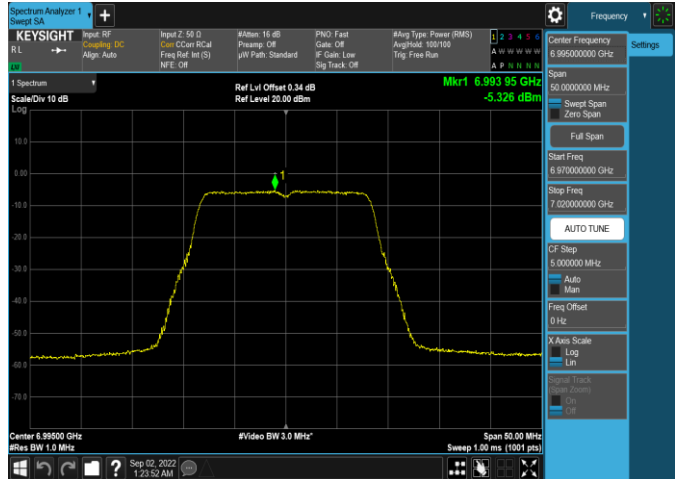 Spectrum Analyzer 1
Swept SA
+
Frequency
KEYSIGHT
RL
Input: RF
Coupling: DC
Align: Auto
Input Z: 50 Ω
Corr CCorr RCal
Freq Ref: Int (S)
NFE: Off
#Atten: 16 dB
Preamp: Off
µW Path: Standard
PNO: Fast
Gate: Off
IF Gain: Low
Sig Track: Off
#Avg Type: Power (RMS)
Avg|Hold: 100/100
Trig: Free Run
1 2 3 4 5 6
A W W W W W
A P N N N N
1 Spectrum
Scale/Div 10 dB
Log
Ref Lvl Offset 0.34 dB
Ref Level 20.00 dBm
Mkr1 6.993 95 GHz
-5.326 dBm
10.0
0.00
-10.0
-20.0
-30.0
-40.0
-50.0
-60.0
-70.0
1
Center 6.99500 GHz
#Res BW 1.0 MHz
#Video BW 3.0 MHz*
Span 50.00 MHz
Sweep 1.00 ms (1001 pts)
Sep 02, 2022
1:23:52 AM
?
Center Frequency
6.995000000 GHz
Settings
Span
50.0000000 MHz
Swept Span
Zero Span
Full Span
Start Freq
6.970000000 GHz
Stop Freq
7.020000000 GHz
AUTO TUNE
CF Step
5.000000 MHz
Auto
Man
Freq Offset
0 Hz
X Axis Scale
Log
Lin
Signal Track
(Span Zoom)
On
Off